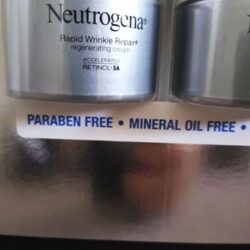 Neutrogena®
Rapid Wrinkle Repair®
regenerating cream
ACCELERATED
RETINOL SA
PARABEN FREE • MINERAL OIL FREE •